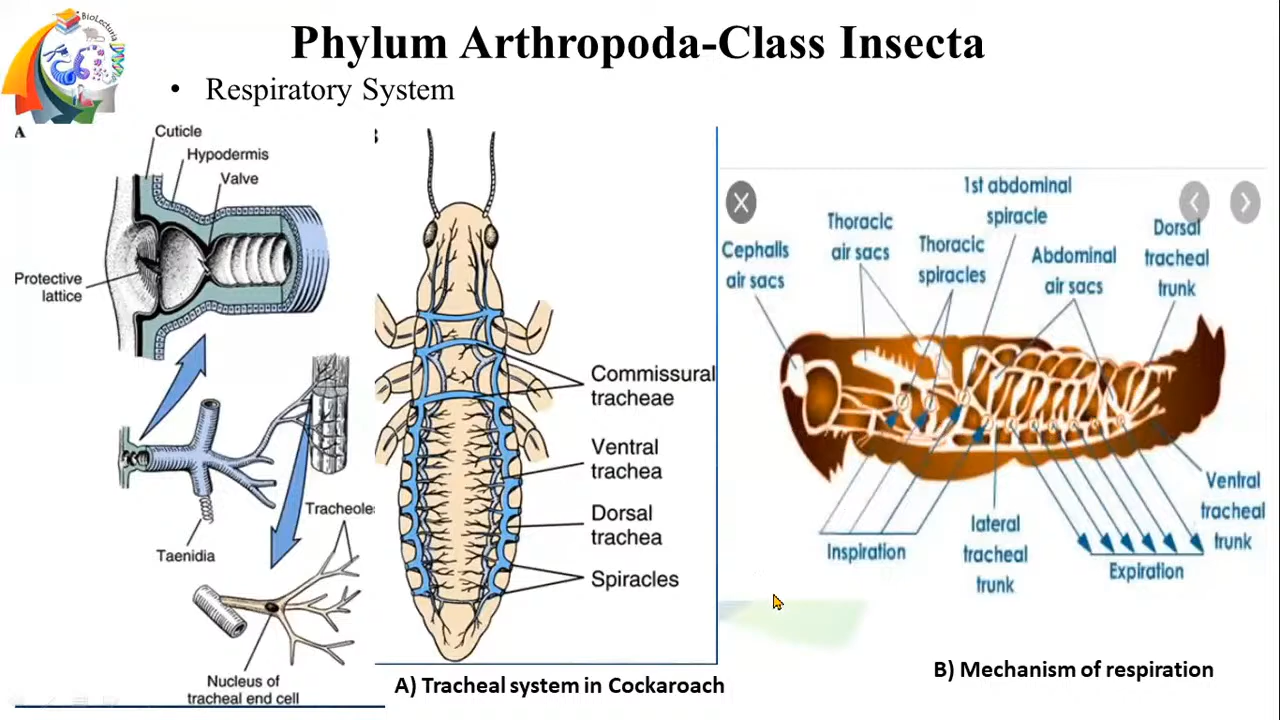 BioLectures
Phylum Arthropoda-Class Insecta
• Respiratory System
A
Cuticle
Hypodermis
Valve
Protective
lattice
Taenidia
Tracheole
Nucleus of
tracheal end cell
Commissural
tracheae
Ventral
trachea
Dorsal
trachea
Spiracles
A) Tracheal system in Cockaroach
Cephalls
air sacs
Thoracic
air sacs
Thoracic
spiracles
1st abdominal
spiracle
Abdominal
air sacs
Dorsal
tracheal
trunk
Inspiration
lateral
tracheal
trunk
Expiration
Ventral
tracheal
trunk
B) Mechanism of respiration